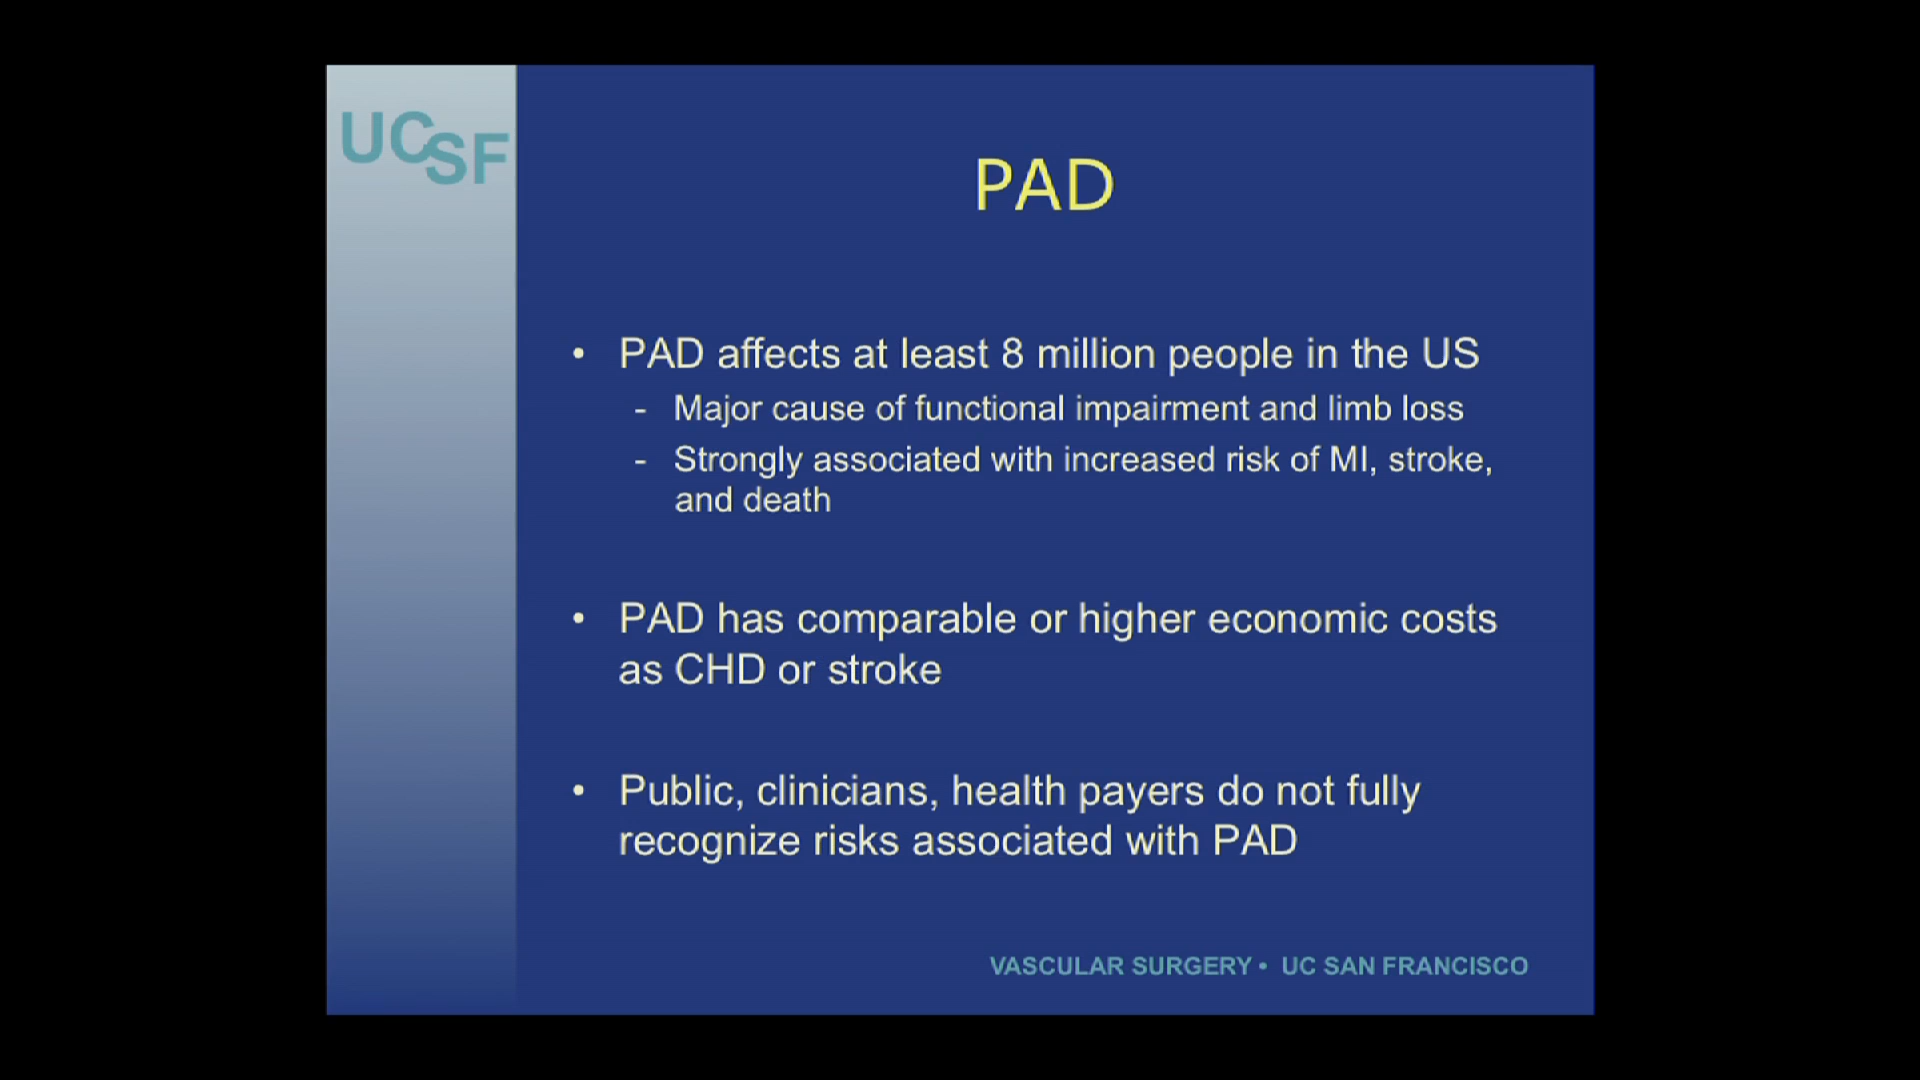 UCSF
PAD
• PAD affects at least 8 million people in the US
- Major cause of functional impairment and limb loss
- Strongly associated with increased risk of MI, stroke,
and death
• PAD has comparable or higher economic costs
as CHD or stroke
• Public, clinicians, health payers do not fully
recognize risks associated with PAD
VASCULAR SURGERY • UC SAN FRANCISCO